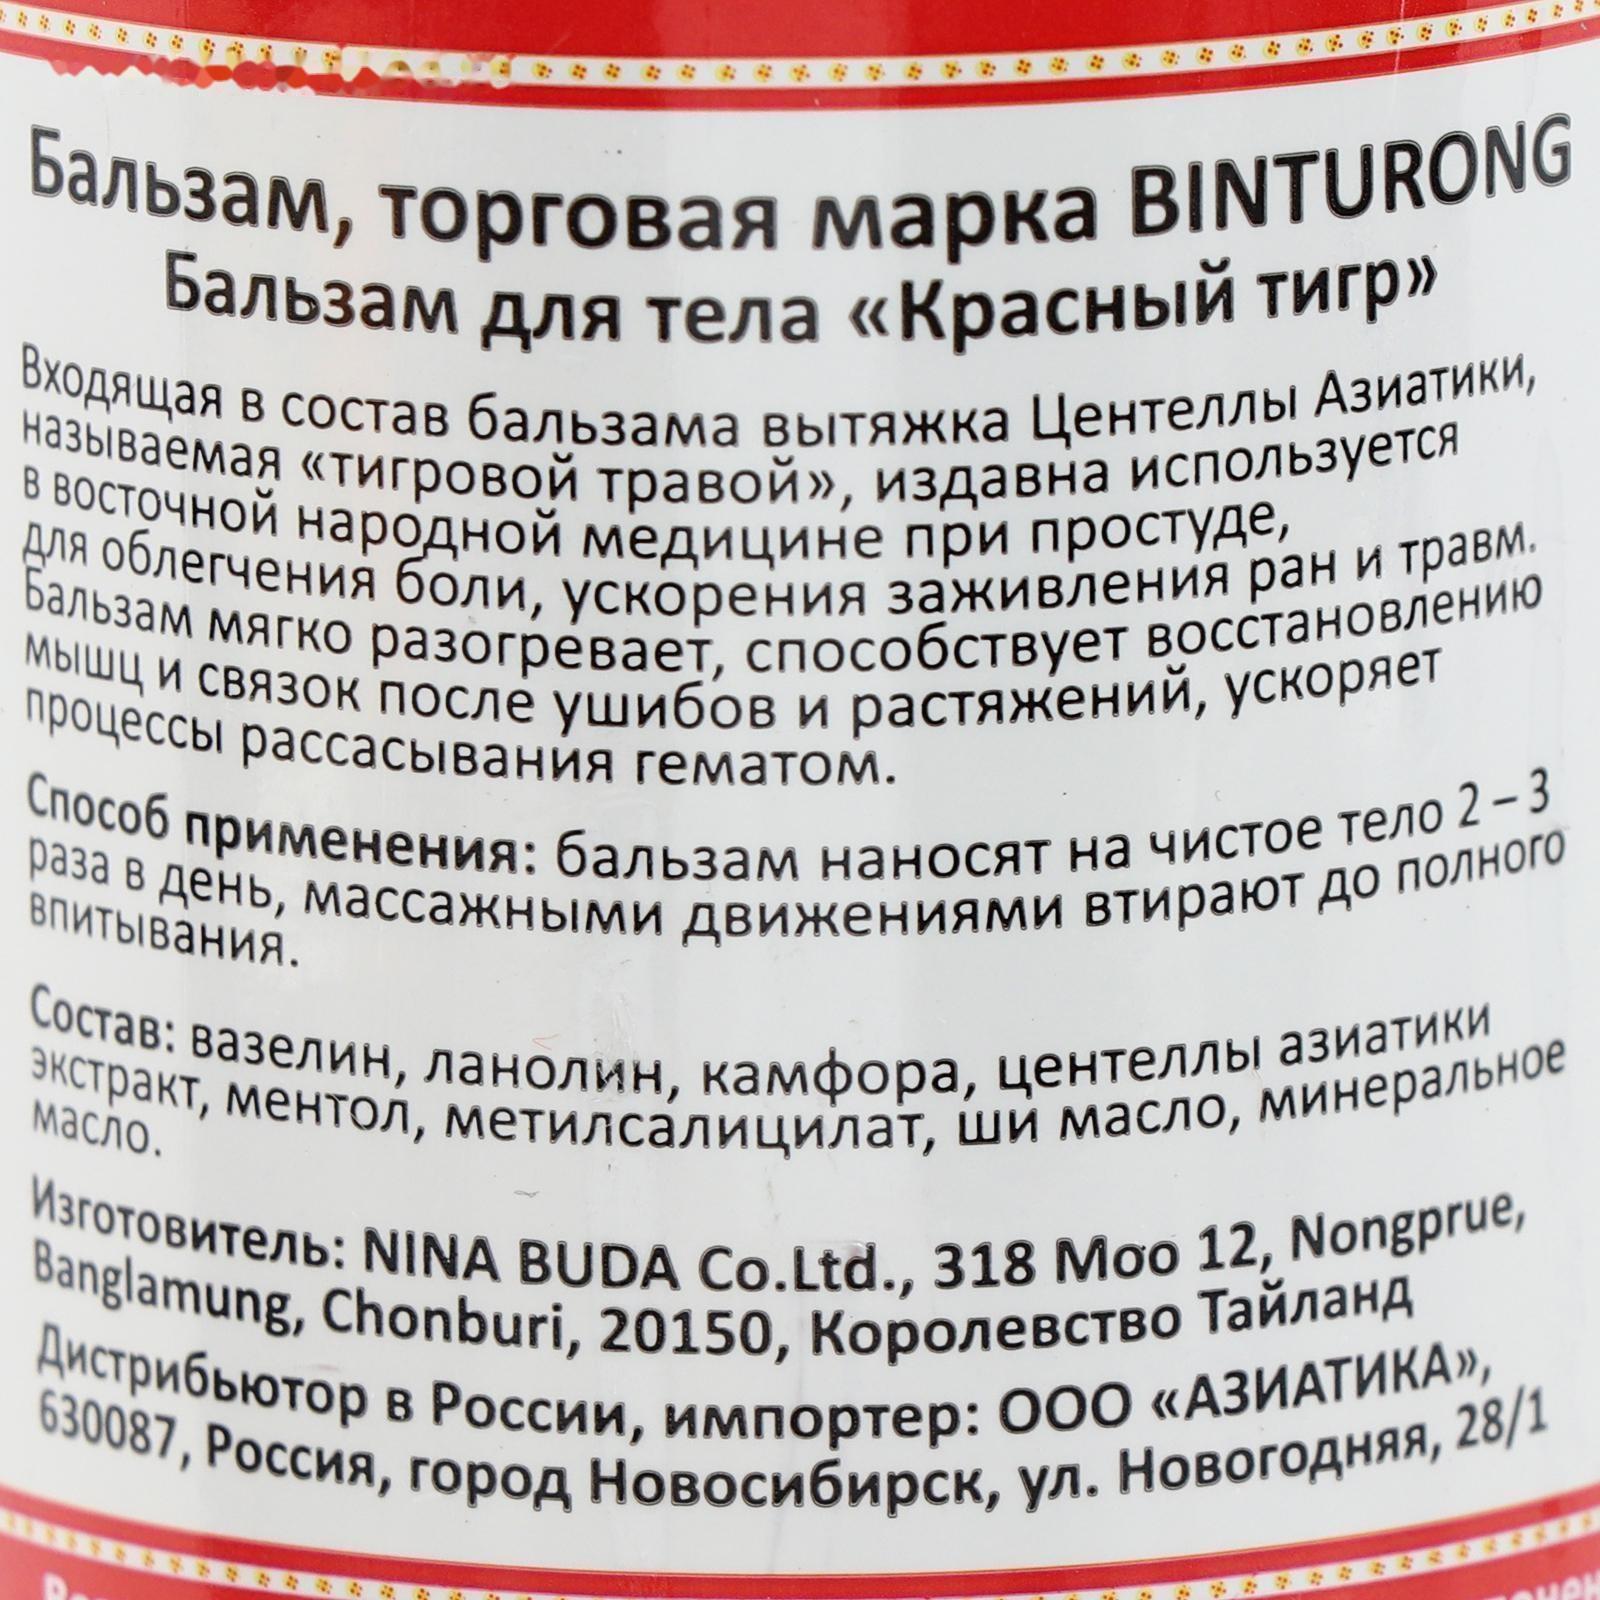 Бальзам, торговая марка BINTURONG
Бальзам для тела «Красный тигр»
Входящая в состав бальзама вытяжка Центеллы Азиатики,
называемая «тигровой травой», издавна используется
в восточной народной медицине при простуде,
для облегчения боли, ускорения заживления ран и травм.
Бальзам мягко разогревает, способствует восстановлению
мышц и связок после ушибов и растяжений, ускоряет
процессы рассасывания гематом.
Способ применения: бальзам наносят на чистое тело 2 – 3
раза в день, массажными движениями втирают до полного
впитывания.
Состав: вазелин, ланолин, камфора, центеллы азиатики
экстракт, ментол, метилсалицилат, ши масло, минеральное
масло.
Изготовитель: NINA BUDA Co.Ltd., 318 Moo 12, Nongprue,
Banglamung, Chonburi, 20150, Королевство Тайланд
Дистрибьютор в России, импортер: ООО «АЗИАТИКА»,
630087, Россия, город Новосибирск, ул. Новогодняя, 28/1